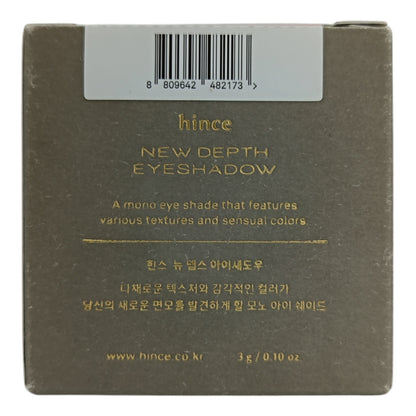 8 809642 482173 >
hince
NEW DEPTH
EYESHADOW
A mono eye shade that features
various textures and sensual colors.
힌스 뉴 뎁스 아이섀도우
다채로운 텍스처와 감각적인 컬러가
당신의 새로운 면모를 발견하게 할 모노 아이 쉐이드
www.hince.co.kr 3 g / 0.10 oz